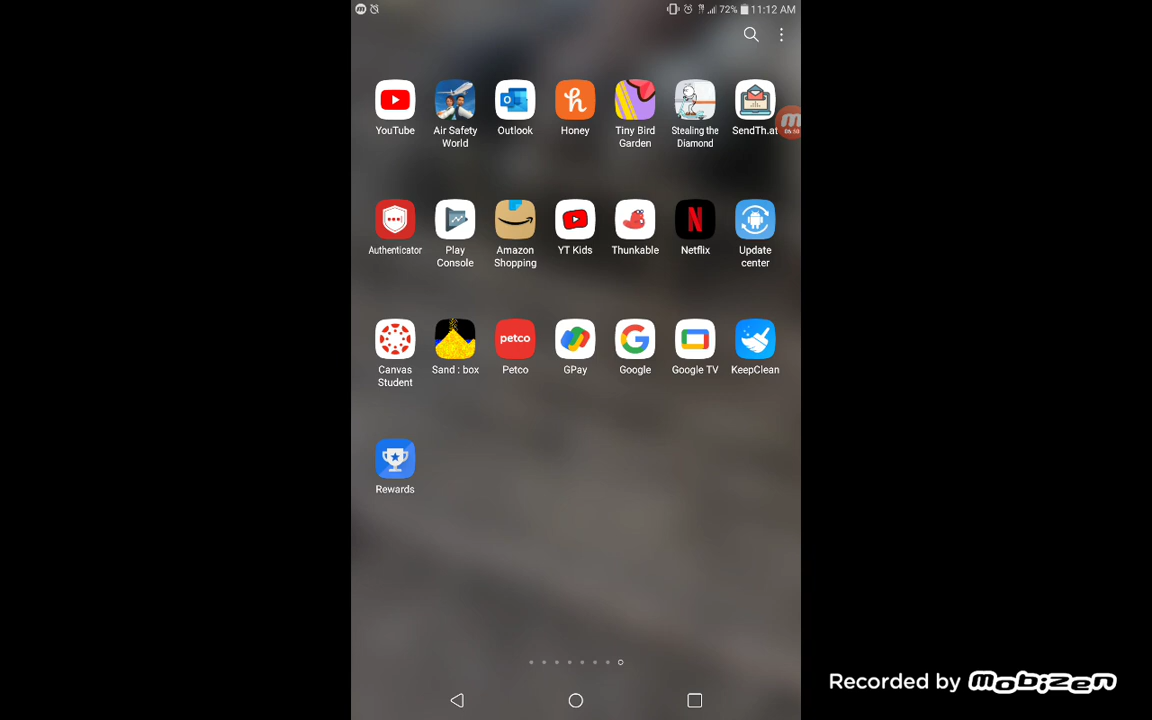 72% 11:12 AM
YouTube
Air Safety World
Outlook
Honey
Tiny Bird Garden
Stealing the Diamond
SendTh.at
Authenticator
Play Console
Amazon Shopping
YT Kids
Thunkable
Netflix
Update center
Canvas Student
Sand : box
petco
Petco
GPay
Google
Google TV
KeepClean
Rewards
Recorded by mobizen